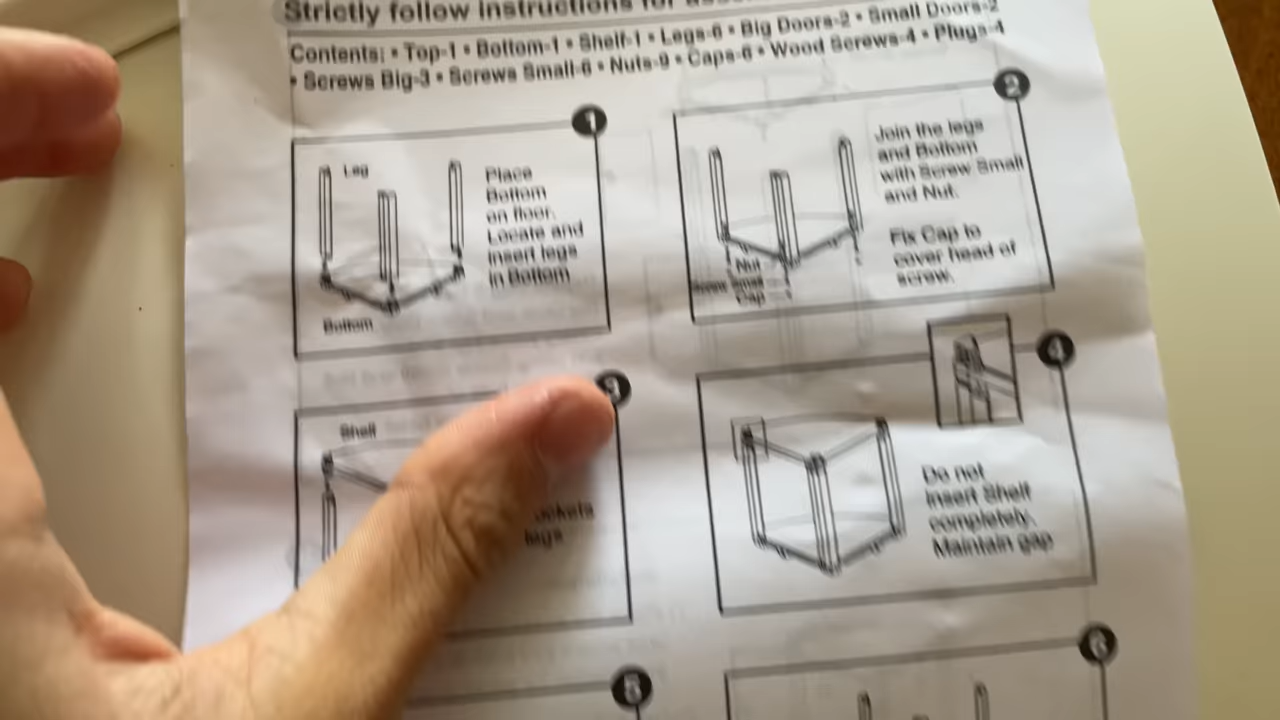 Strictly follow instructions for
Contents: • Top-1 • Bottom-1 • Shelf-1 • Legs-6 • Big Doors-2 • Small Doors-2
• Screws Big-3 • Screws Small-6 • Nuts-9 • Caps-6 • Wood Screws-4 • Plugs-4
1
Leg
Place
Bottom
on floor.
Locate and
insert legs
in Bottom
Bottom
2
Join the legs
and Bottom
with Screw Small
and Nut.
Fix Cap to
cover head of
screw.
Nut
Screw Small
Cap
3
Shelf
legs
4
Do not
insert Shelf
completely.
Maintain gap
5
6